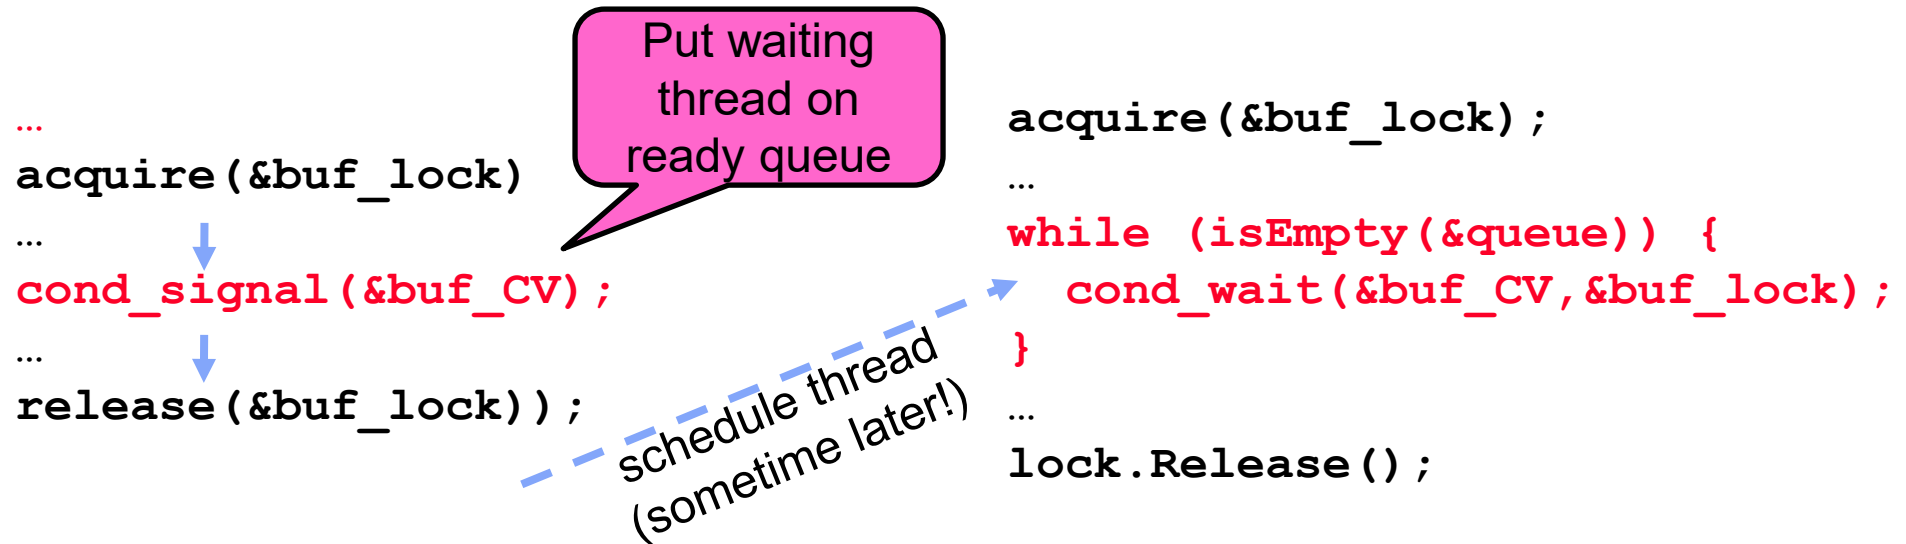 …
acquire(&buf_lock)
…
cond_signal(&buf_CV);
…
release(&buf_lock));
Put waiting
thread on
ready queue
schedule thread
(sometime later!)
acquire(&buf_lock);
…
while (isEmpty(&queue)) {
cond_wait(&buf_CV,&buf_lock);
}
…
lock.Release();